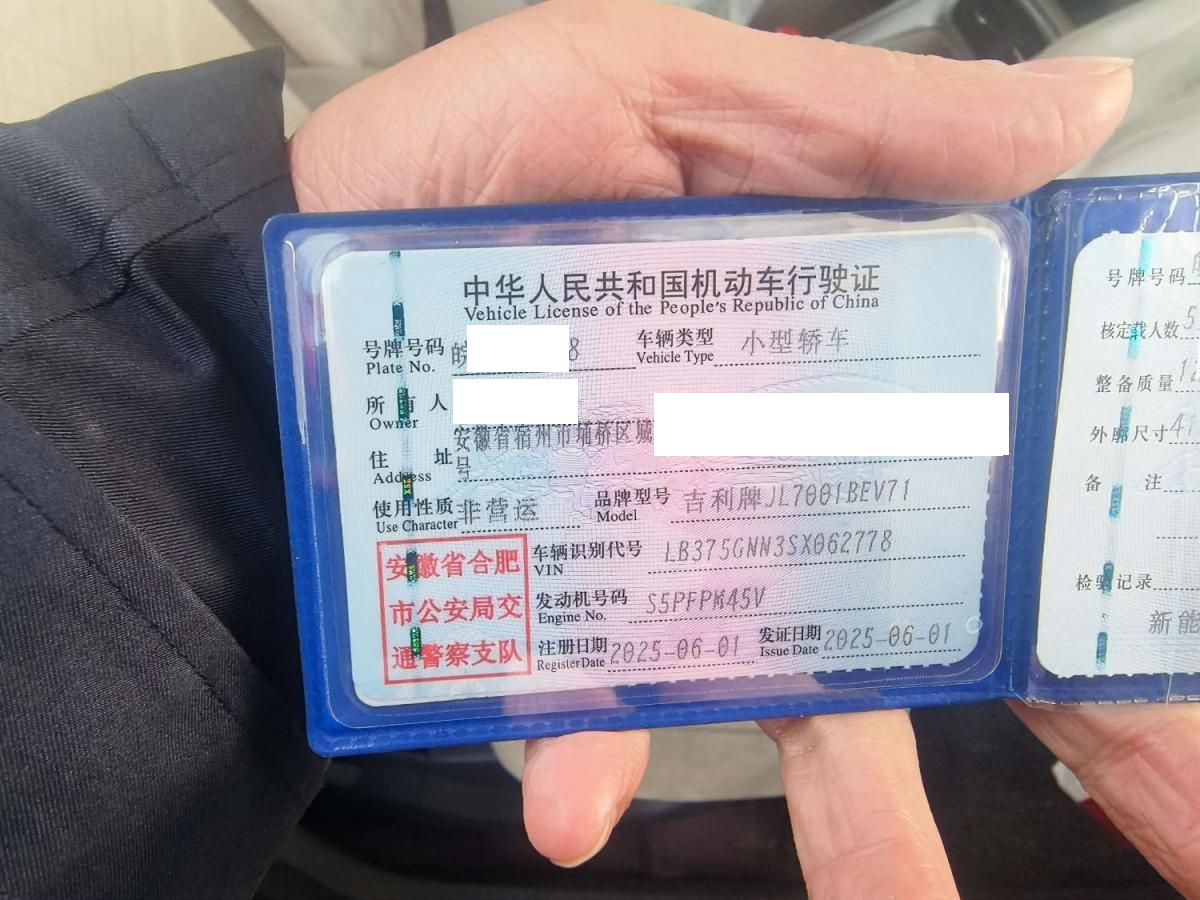 中华人民共和国机动车行驶证
Vehicle License of the People's Republic of China
号牌号码 皖 8 车辆类型 小型轿车
Plate No. Vehicle Type
所有人
Owner
住址 安徽省宿州市埇桥区城
号
Address
使用性质 非营运 品牌型号 吉利牌JL7001BEV71
Use Character Model
安徽省合肥
市公安局交
通警察支队
车辆识别代号 LB375GNN3SX062778
VIN
发动机号码 S5PFPK45V
Engine No.
注册日期 2025-06-01 发证日期 2025-06-01
Register Date Issue Date
号牌号码
核定载人数 5
整备质量
外廓尺寸
备注
检验记录
新能